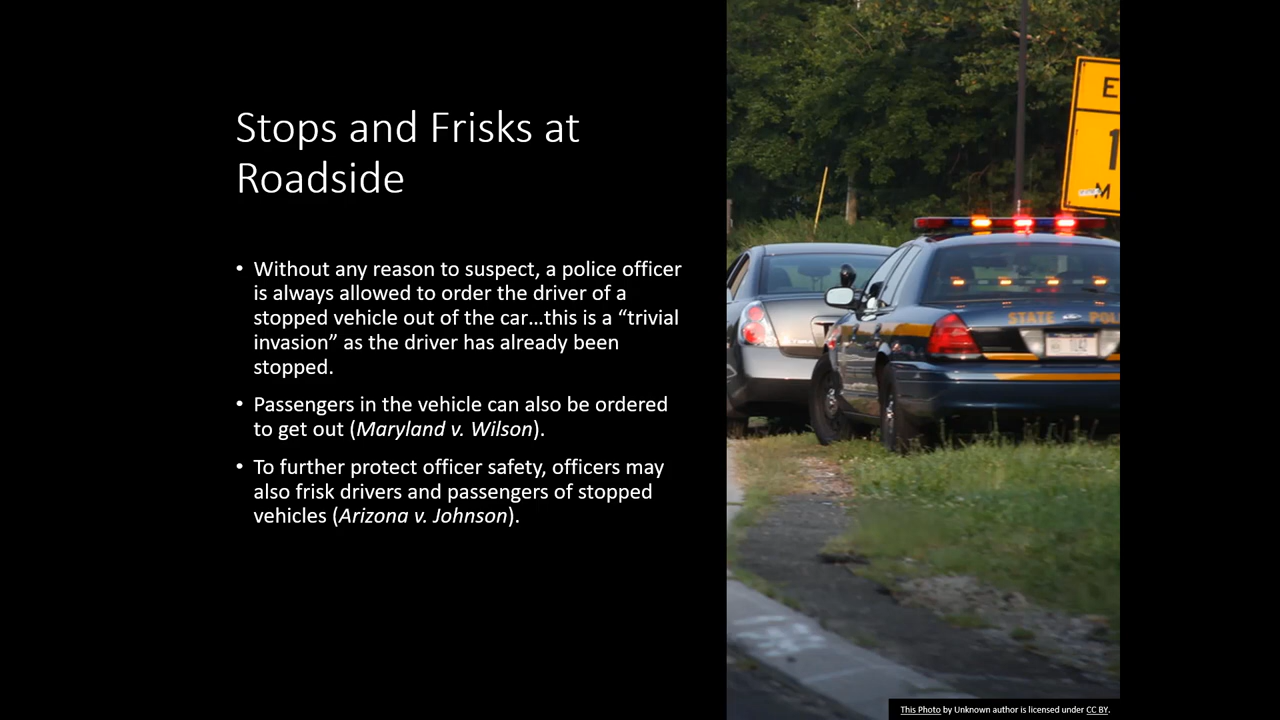 Stops and Frisks at
Roadside
• Without any reason to suspect, a police officer
is always allowed to order the driver of a
stopped vehicle out of the car…this is a “trivial
invasion” as the driver has already been
stopped.
• Passengers in the vehicle can also be ordered
to get out (Maryland v. Wilson).
• To further protect officer safety, officers may
also frisk drivers and passengers of stopped
vehicles (Arizona v. Johnson).
E
1
M
STATE POL
This Photo by Unknown author is licensed under CC BY.